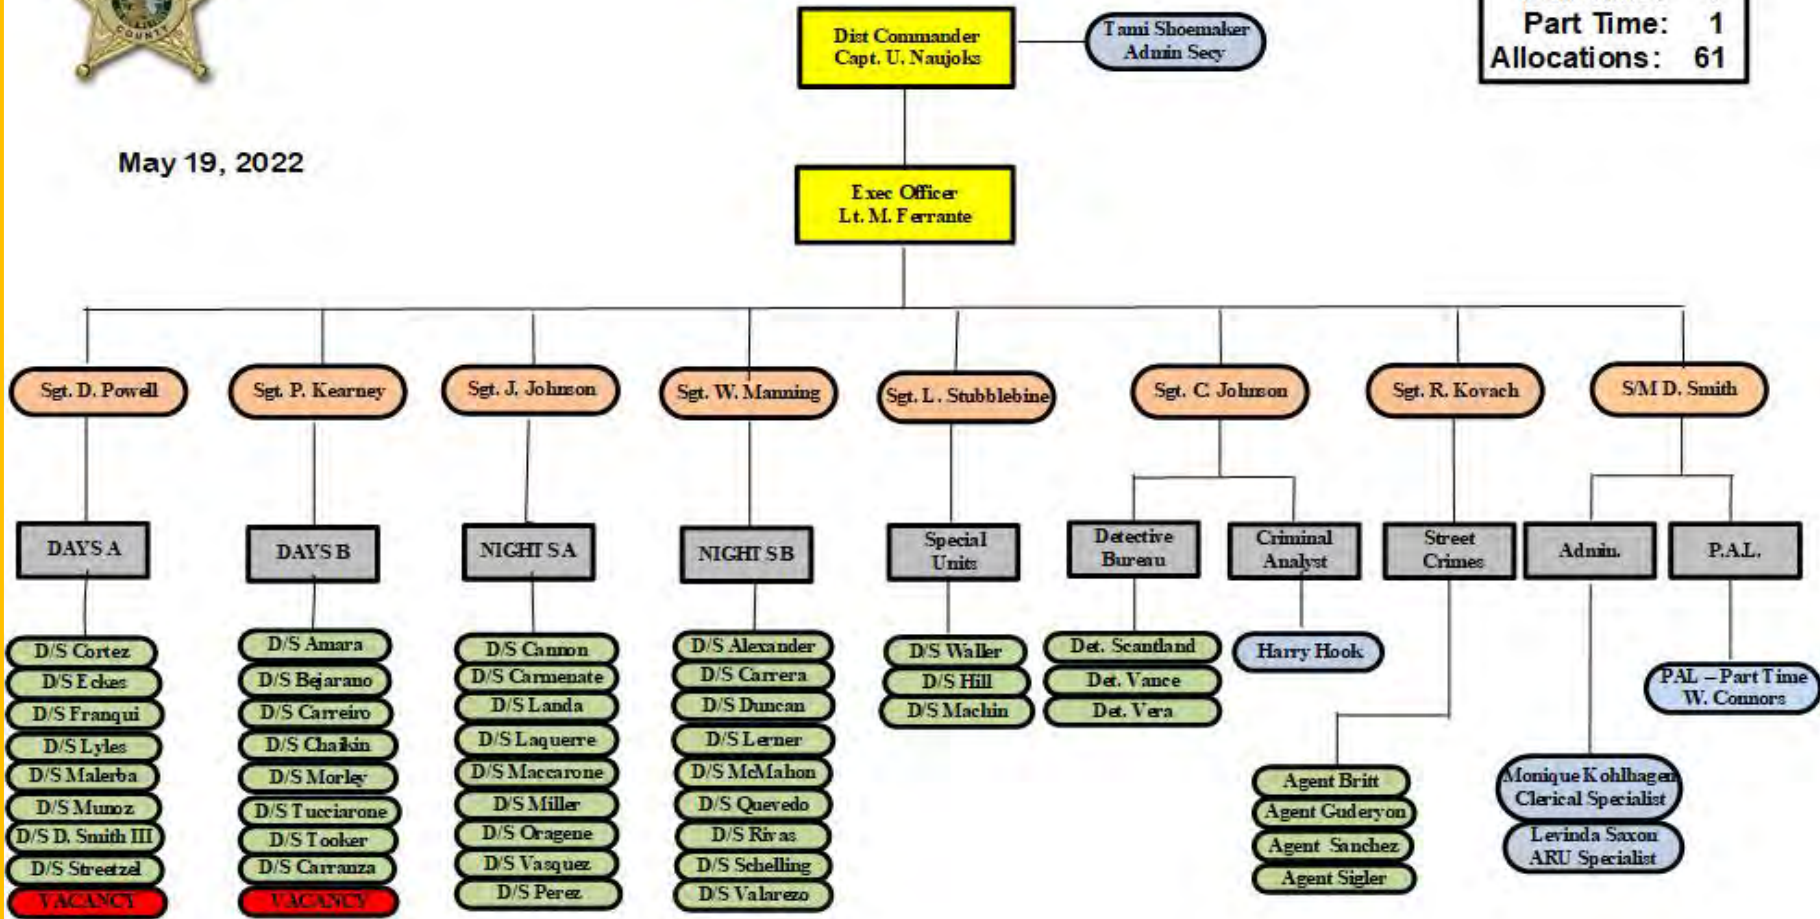 COUNTY
Dist Commander
Capt. U. Naujoks
Tami Shoemaker
Admin Secy
Part Time: 1
Allocations: 61
May 19, 2022
Exec Officer
Lt. M. Ferrante
Sgt. D. Powell
Sgt. P. Kearney
Sgt. J. Johnson
Sgt. W. Manning
Sgt. L. Stubblebine
Sgt. C. Johnson
Sgt. R. Kovach
S/M D. Smith
DAYS A
DAYS B
NIGHTS A
NIGHTS B
Special
Units
Detective
Bureau
Criminal
Analyst
Street
Crimes
Admin.
P.A.L.
D/S Cortez
D/S Eckes
D/S Franqui
D/S Lyles
D/S Malerba
D/S Munoz
D/S D. Smith III
D/S Streetzel
VACANCY
D/S Amara
D/S Bejarano
D/S Carreiro
D/S Chaikin
D/S Morley
D/S Tucciarone
D/S Tooker
D/S Carranza
VACANCY
D/S Cannon
D/S Carmenate
D/S Landa
D/S Laquerre
D/S Maccarone
D/S Miller
D/S Oragene
D/S Vasquez
D/S Perez
D/S Alexander
D/S Carrera
D/S Duncan
D/S Lerner
D/S McMahon
D/S Quevedo
D/S Rivas
D/S Schelling
D/S Valarezo
D/S Waller
D/S Hill
D/S Machin
Det. Scantland
Det. Vance
Det. Vera
Harry Hook
Agent Britt
Agent Guderyon
Agent Sanchez
Agent Sigler
Monique Kohlhagen
Clerical Specialist
Levinda Saxon
ARU Specialist
PAL – Part Time
W. Connors